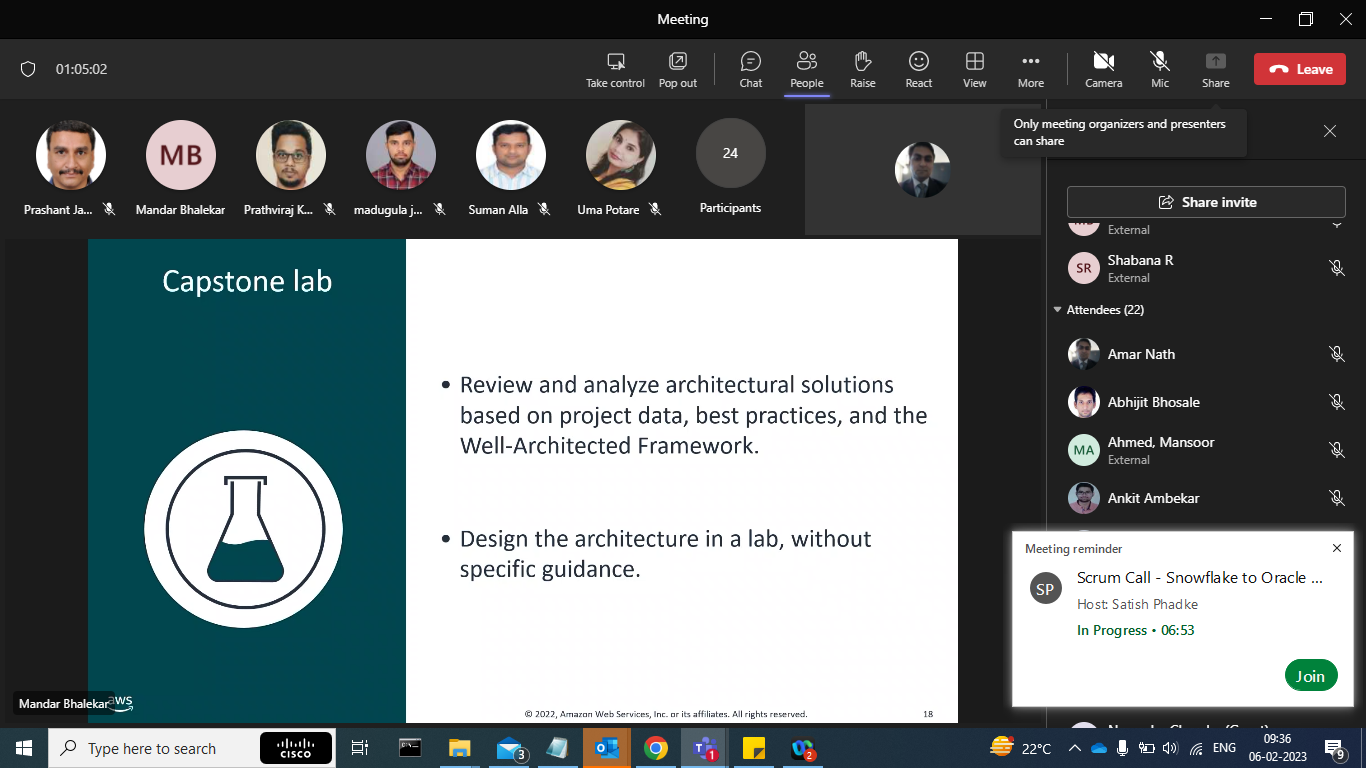 Meeting
01:05:02
Take control
Pop out
Chat
People
Raise
React
View
More
Camera
Mic
Share
Leave
Only meeting organizers and presenters
can share
Prashant Ja...
MB
Mandar Bhalekar
Prathviraj K...
madugula j...
Suman Alla
Uma Potare
24
Participants
Share invite
External
SR
Shabana R
External
Attendees (22)
Amar Nath
Abhijit Bhosale
MA
Ahmed, Mansoor
External
Ankit Ambekar
Capstone lab
• Review and analyze architectural solutions
based on project data, best practices, and the
Well-Architected Framework.
• Design the architecture in a lab, without
specific guidance.
Mandar Bhalekar
aws
© 2022, Amazon Web Services, Inc. or its affiliates. All rights reserved.
18
Meeting reminder
SP
Scrum Call - Snowflake to Oracle ...
Host: Satish Phadke
In Progress • 06:53
Join
Type here to search
CISCO
3
1
2
22°C
ENG
09:36
06-02-2023
9